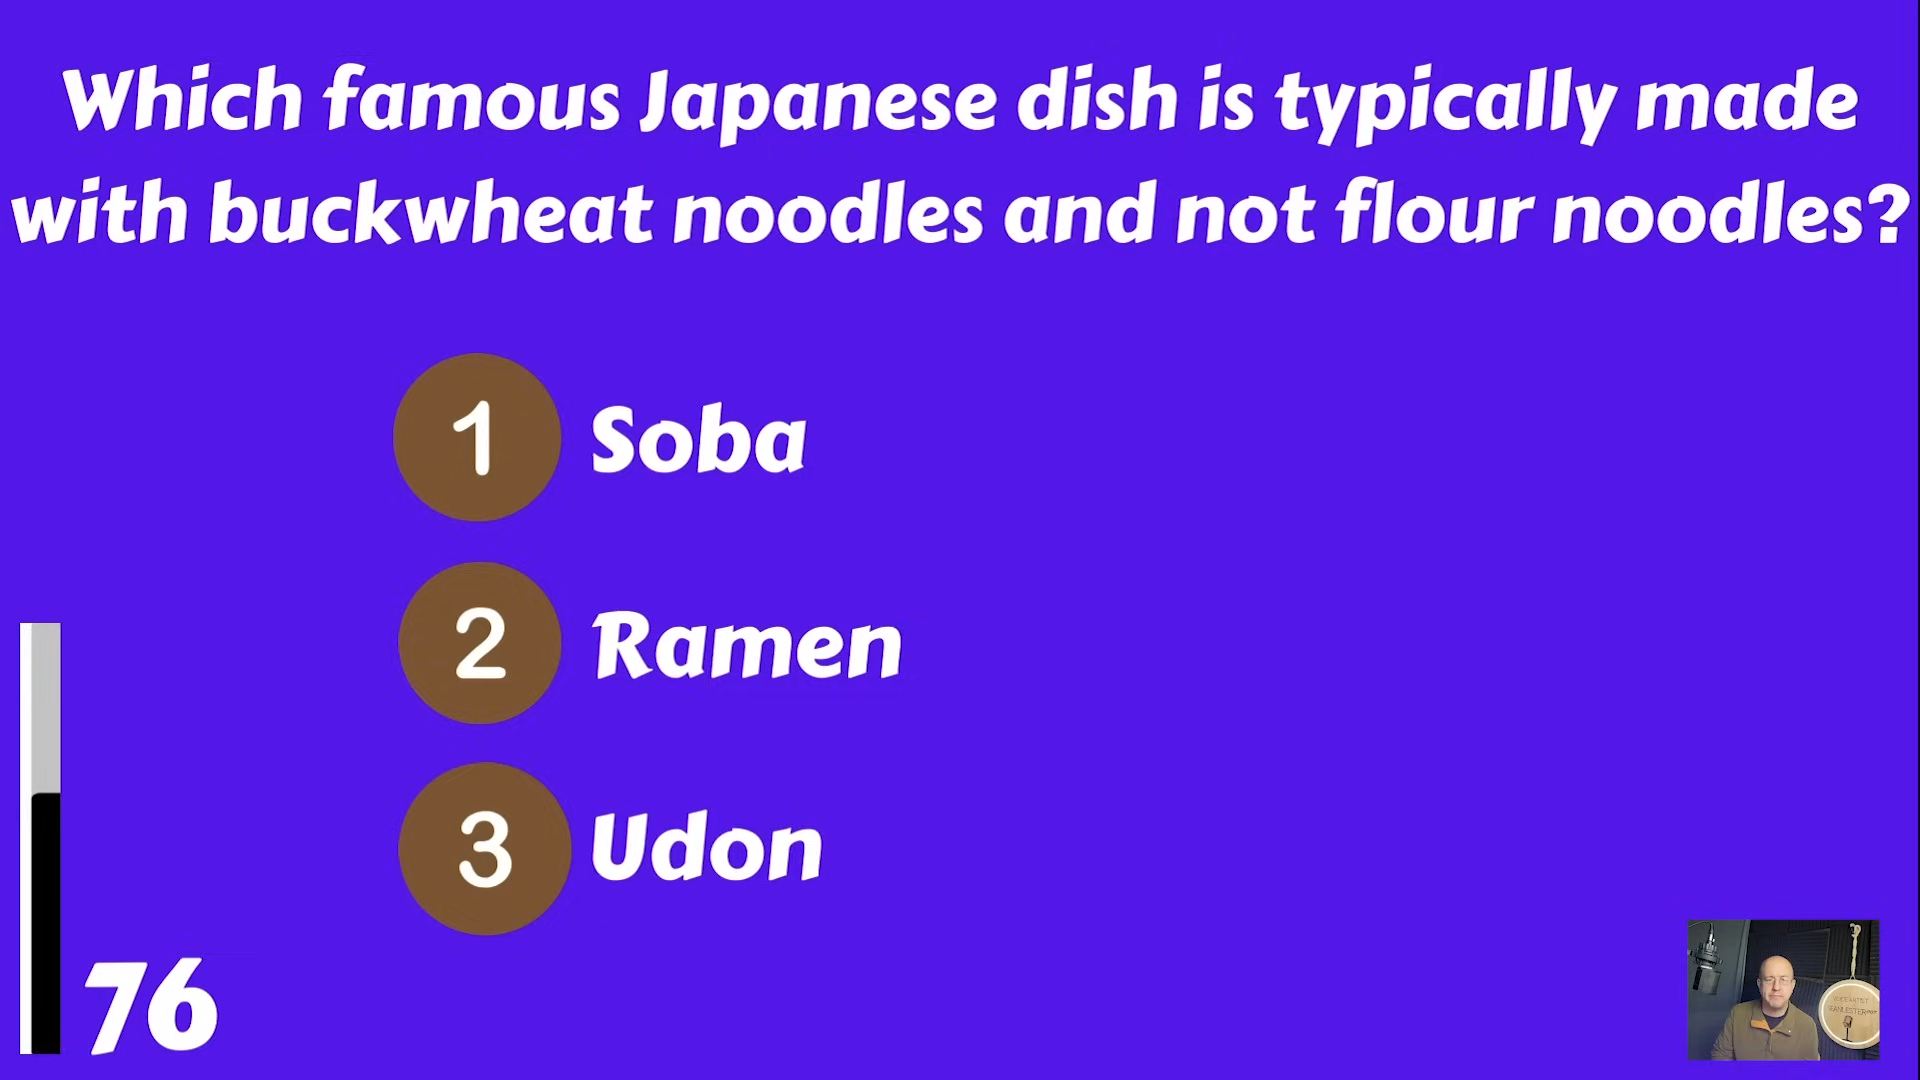 Which famous Japanese dish is typically made
with buckwheat noodles and not flour noodles?
1 Soba
2 Ramen
3 Udon
76